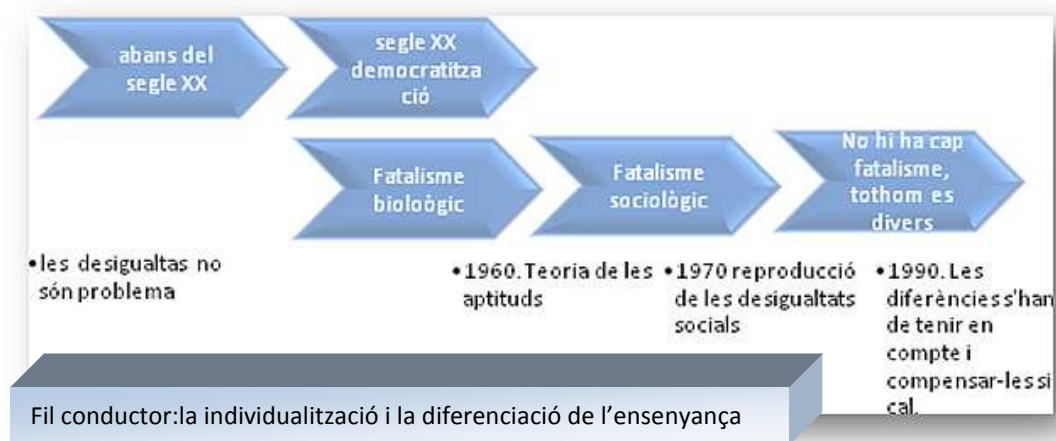 abans del
segle XX
segle XX
democratitza
ció
Fatalisme
bioloògic
Fatalisme
sociològic
No hi ha cap
fatalisme,
tothom es
divers
•les desigualtas no
són problema
•1960. Teoria de les
aptituds
•1970 reproducció
de les desigualtats
socials
•1990. Les
diferències s'han
de tenir en
compte i
compensar-les si
cal.
Fil conductor:la individualització i la diferenciació de l’ensenyança